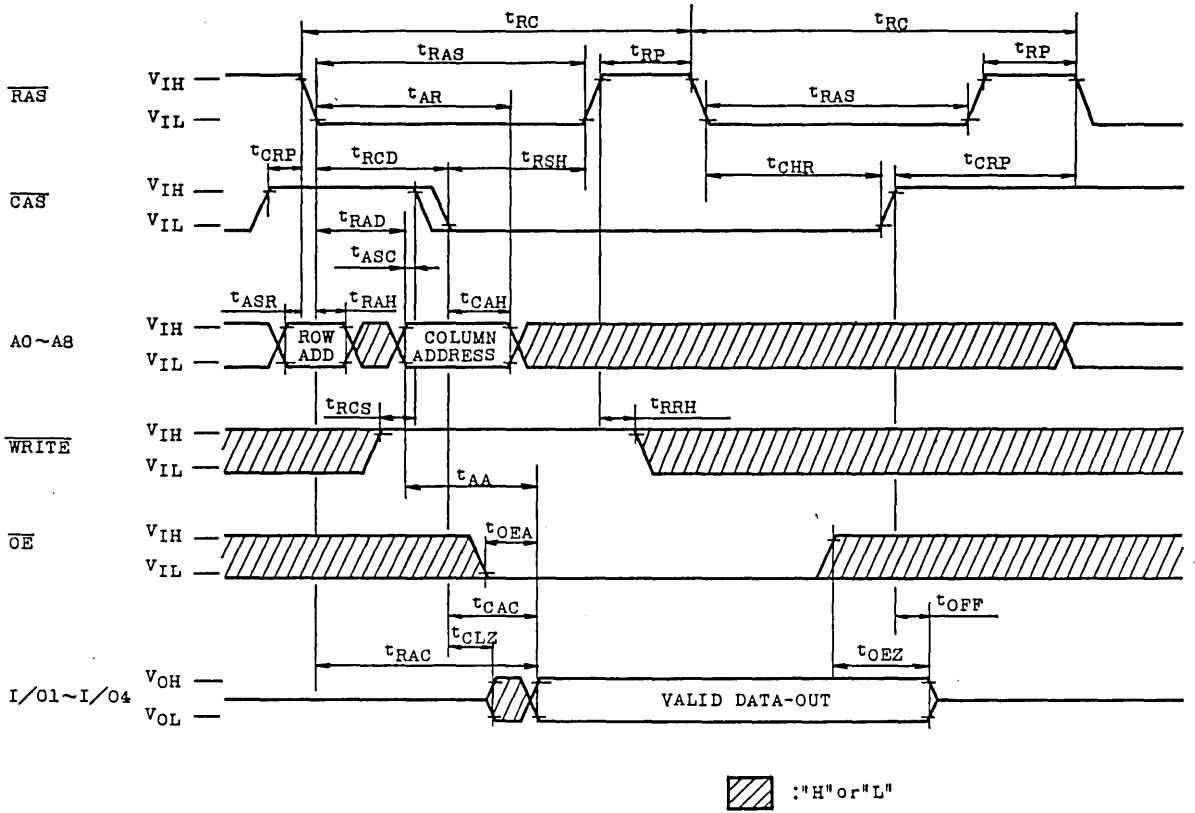 tRC tRC
tRAS tRP tRP
RAS VIH
tAR tRAS
VIL
tCRP tRCD tRSH tCHR tCRP
CAS VIH
VIL
tRAD
tASC
tASR tRAH tCAH
A0~A8 VIH
ROW ADD
COLUMN ADDRESS
VIL
tRCS tRRH
WRITE VIH
VIL
tAA
OE VIH
tOEA
VIL
tCAC tOFF
tCLZ
tRAC tOEZ
I/O1~I/O4 VOH
VALID DATA-OUT
VOL
:"H"or"L"